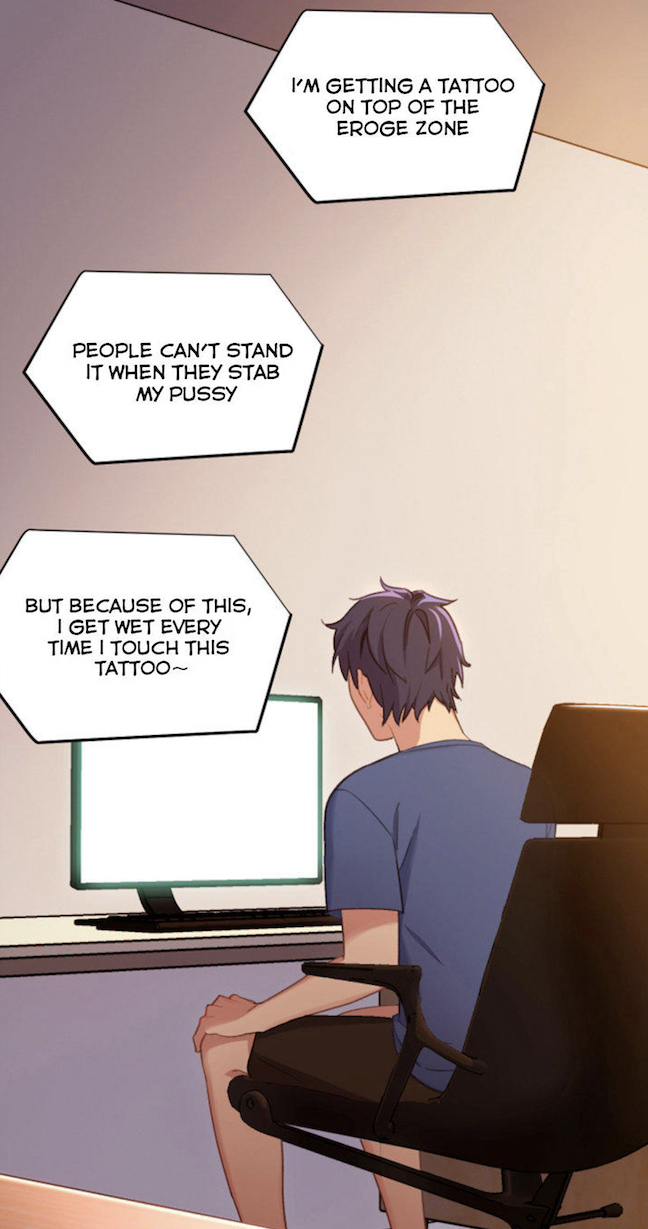 I'M GETTING A TATTOO
ON TOP OF THE
EROGE ZONE
PEOPLE CAN'T STAND
IT WHEN THEY STAB
MY PUSSY
BUT BECAUSE OF THIS,
I GET WET EVERY
TIME I TOUCH THIS
TATTOO~